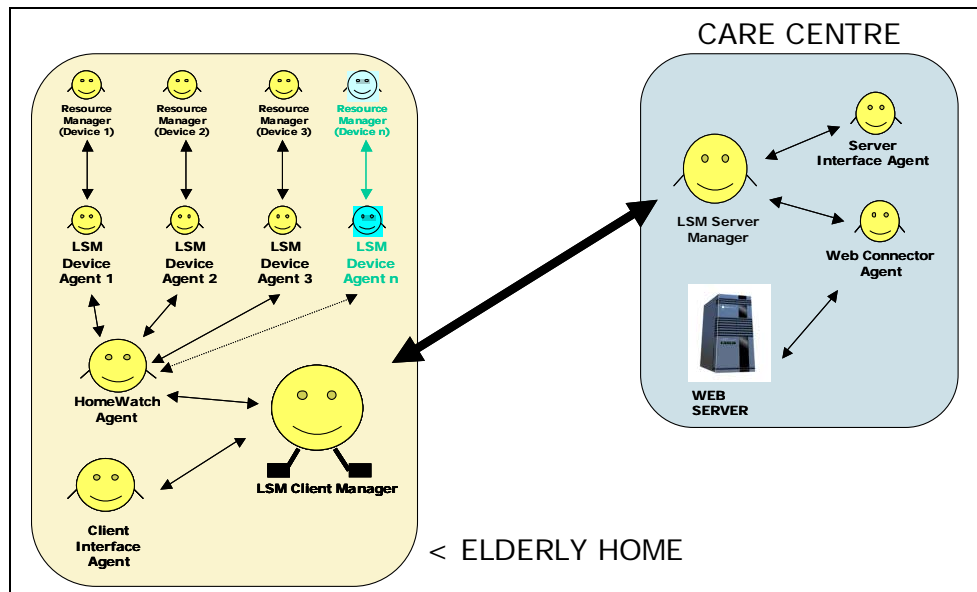 CARE CENTRE
Resource
Manager
(Device 1)
Resource
Manager
(Device 2)
Resource
Manager
(Device 3)
Resource
Manager
(Device n)
LSM
Device
Agent 1
LSM
Device
Agent 2
LSM
Device
Agent 3
LSM
Device
Agent n
HomeWatch
Agent
LSM Client Manager
Client
Interface
Agent
< ELDERLY HOME
Server
Interface Agent
LSM Server
Manager
Web Connector
Agent
WEB
SERVER